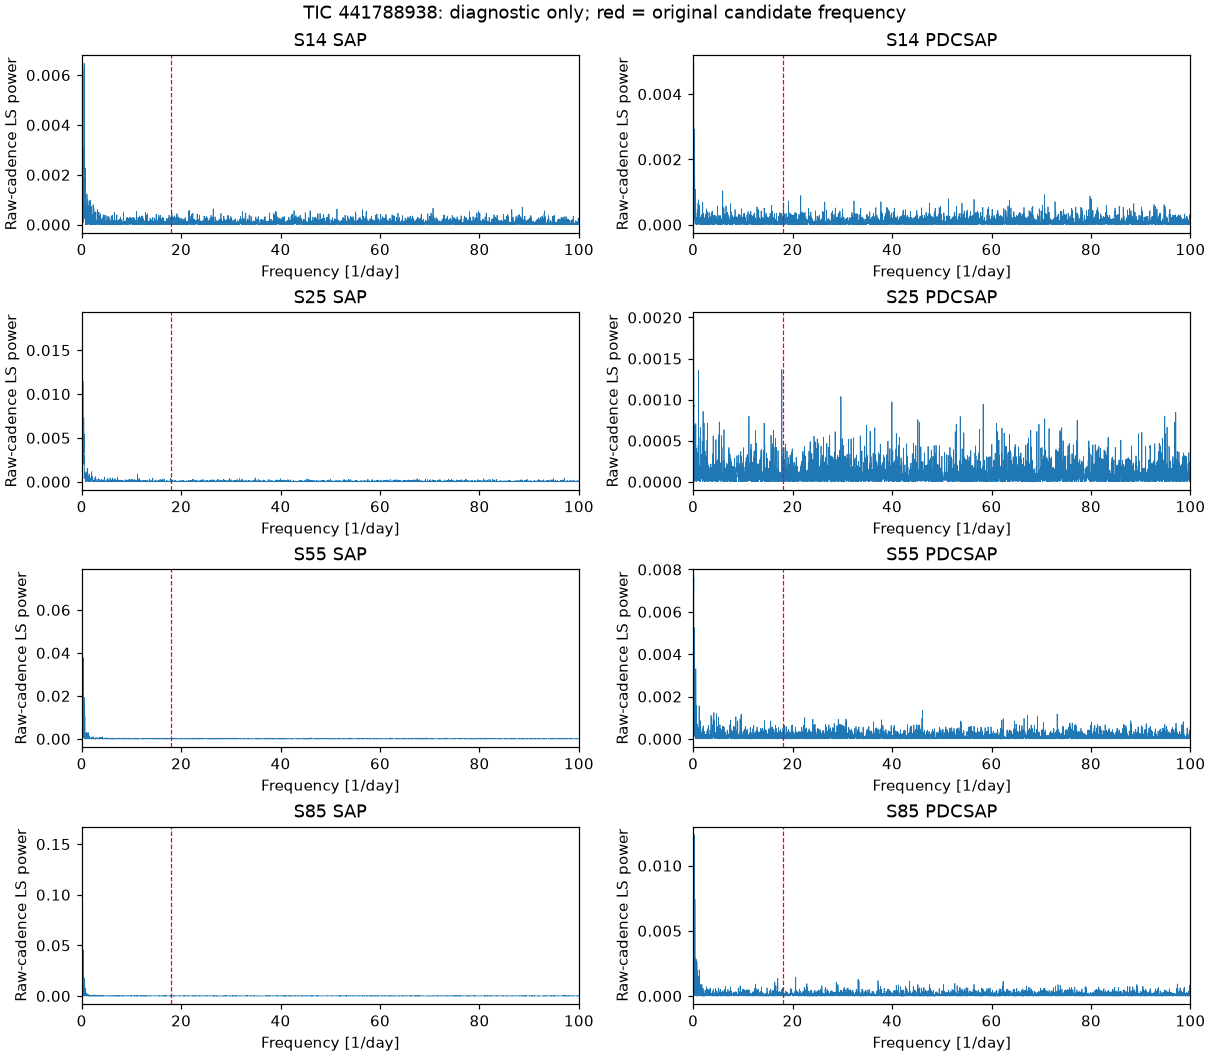 TIC 441788938: diagnostic only; red = original candidate frequency
S14 SAP
Raw-cadence LS power
0.006
0.004
0.002
0.000
0 20 40 60 80 100
Frequency [1/day]
S14 PDCSAP
Raw-cadence LS power
0.004
0.002
0.000
0 20 40 60 80 100
Frequency [1/day]
S25 SAP
Raw-cadence LS power
0.015
0.010
0.005
0.000
0 20 40 60 80 100
Frequency [1/day]
S25 PDCSAP
Raw-cadence LS power
0.0020
0.0015
0.0010
0.0005
0.0000
0 20 40 60 80 100
Frequency [1/day]
S55 SAP
Raw-cadence LS power
0.06
0.04
0.02
0.00
0 20 40 60 80 100
Frequency [1/day]
S55 PDCSAP
Raw-cadence LS power
0.008
0.006
0.004
0.002
0.000
0 20 40 60 80 100
Frequency [1/day]
S85 SAP
Raw-cadence LS power
0.15
0.10
0.05
0.00
0 20 40 60 80 100
Frequency [1/day]
S85 PDCSAP
Raw-cadence LS power
0.010
0.005
0.000
0 20 40 60 80 100
Frequency [1/day]